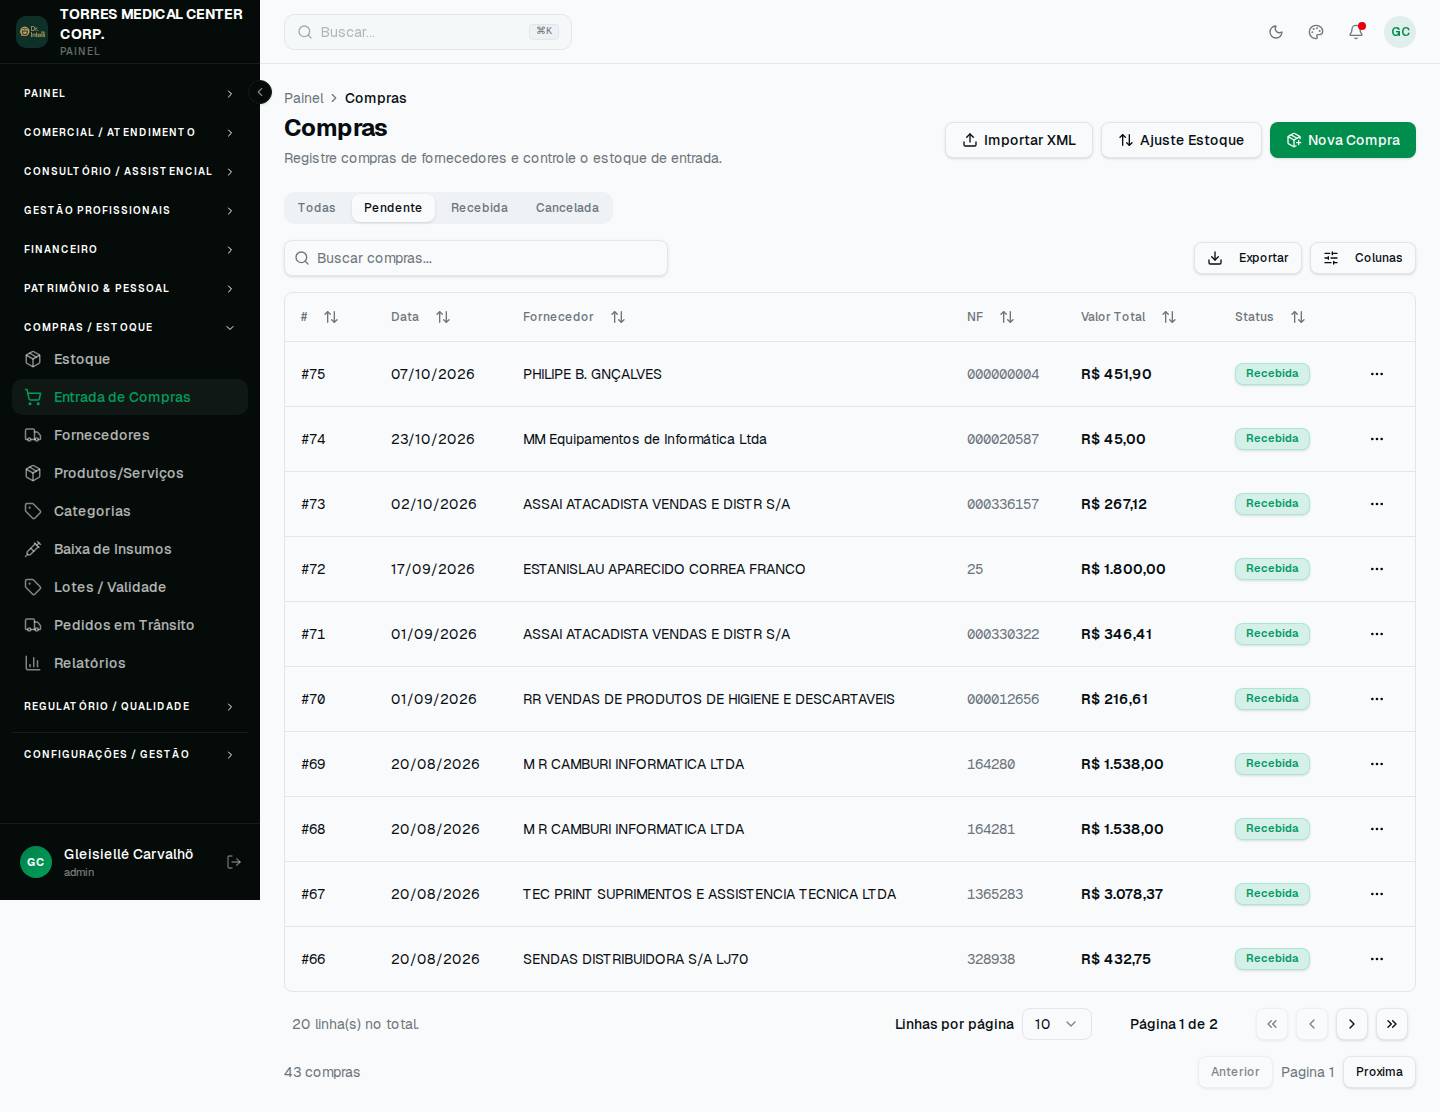 TORRES MEDICAL CENTER
CORP.
PAINEL
Dr.
Intelli
Buscar...
⌘K
GC
PAINEL
COMERCIAL / ATENDIMENTO
CONSULTÓRIO / ASSISTENCIAL
GESTÃO PROFISSIONAIS
FINANCEIRO
PATRIMÔNIO & PESSOAL
COMPRAS / ESTOQUE
Estoque
Entrada de Compras
Fornecedores
Produtos/Serviços
Categorias
Baixa de Insumos
Lotes / Validade
Pedidos em Trânsito
Relatórios
REGULATÓRIO / QUALIDADE
CONFIGURAÇÕES / GESTÃO
GC
Gleisiellé Carvalhö
admin
Painel
Compras
Compras
Registre compras de fornecedores e controle o estoque de entrada.
Importar XML
Ajuste Estoque
Nova Compra
Todas
Pendente
Recebida
Cancelada
Buscar compras...
Exportar
Colunas
# Data Fornecedor NF Valor Total Status
#75 07/10/2026 PHILIPE B. GNÇALVES 000000004 R$ 451,90 Recebida
#74 23/10/2026 MM Equipamentos de Informática Ltda 000020587 R$ 45,00 Recebida
#73 02/10/2026 ASSAI ATACADISTA VENDAS E DISTR S/A 000336157 R$ 267,12 Recebida
#72 17/09/2026 ESTANISLAU APARECIDO CORREA FRANCO 25 R$ 1.800,00 Recebida
#71 01/09/2026 ASSAI ATACADISTA VENDAS E DISTR S/A 000330322 R$ 346,41 Recebida
#70 01/09/2026 RR VENDAS DE PRODUTOS DE HIGIENE E DESCARTAVEIS 000012656 R$ 216,61 Recebida
#69 20/08/2026 M R CAMBURI INFORMATICA LTDA 164280 R$ 1.538,00 Recebida
#68 20/08/2026 M R CAMBURI INFORMATICA LTDA 164281 R$ 1.538,00 Recebida
#67 20/08/2026 TEC PRINT SUPRIMENTOS E ASSISTENCIA TECNICA LTDA 1365283 R$ 3.078,37 Recebida
#66 20/08/2026 SENDAS DISTRIBUIDORA S/A LJ70 328938 R$ 432,75 Recebida
20 linha(s) no total.
Linhas por página
10
Página 1 de 2
43 compras
Anterior
Pagina 1
Proxima